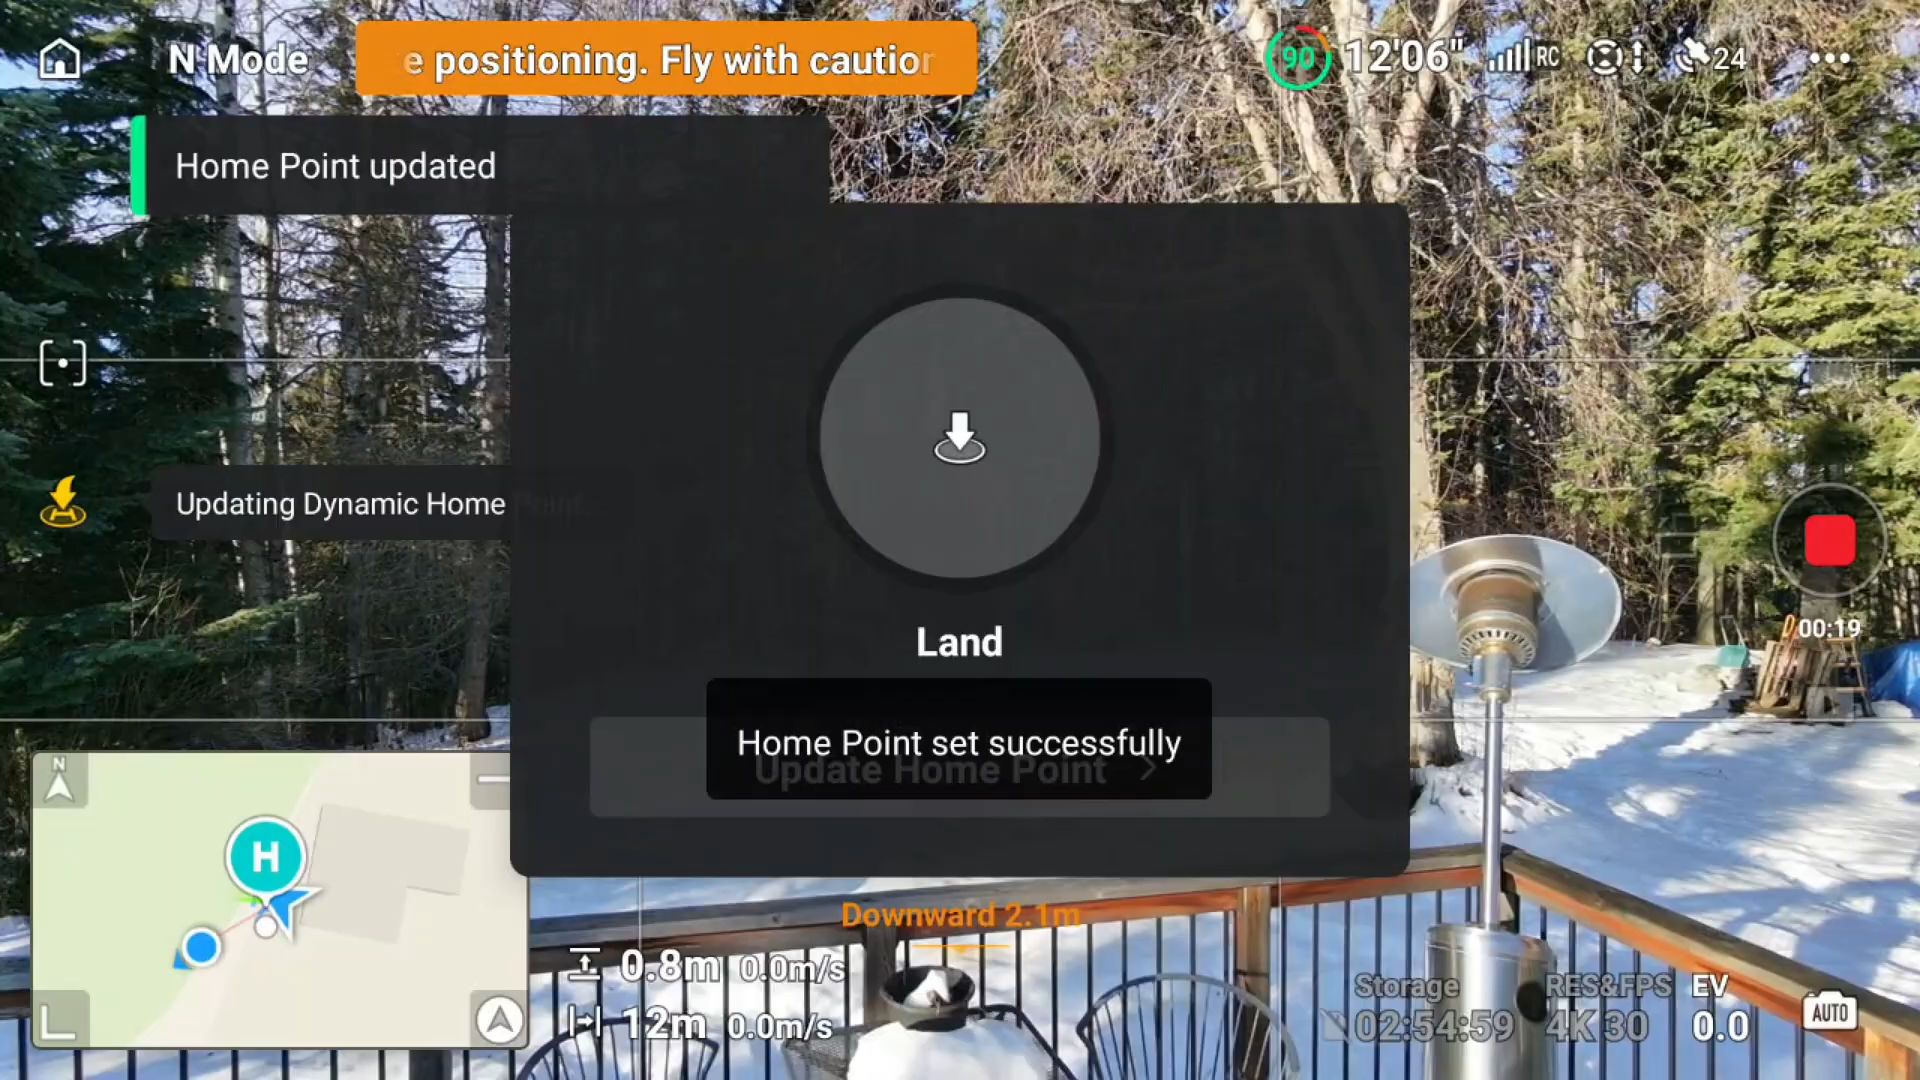 N Mode
e positioning. Fly with caution
90
12'06"
RC
24
Home Point updated
Updating Dynamic Home Point...
Land
Home Point set successfully
Update Home Point
00:19
N
H
Downward 2.1m
0.8m 0.0m/s
12m 0.0m/s
Storage
02:54:59
RES&FPS
4K 30
EV
0.0
AUTO